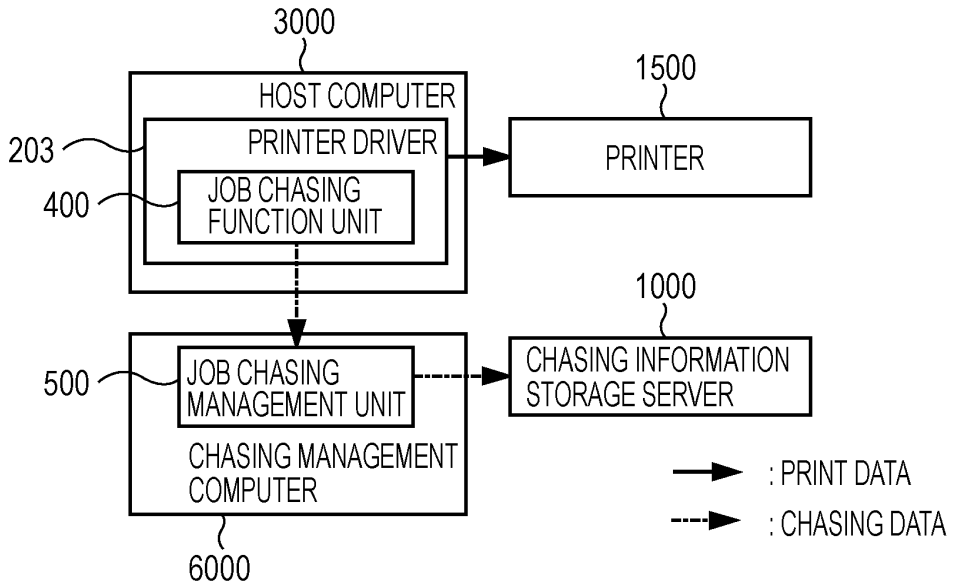 3000
HOST COMPUTER
203
PRINTER DRIVER
400
JOB CHASING
FUNCTION UNIT
1500
PRINTER
500
JOB CHASING
MANAGEMENT UNIT
CHASING MANAGEMENT
COMPUTER
6000
1000
CHASING INFORMATION
STORAGE SERVER
: PRINT DATA
: CHASING DATA